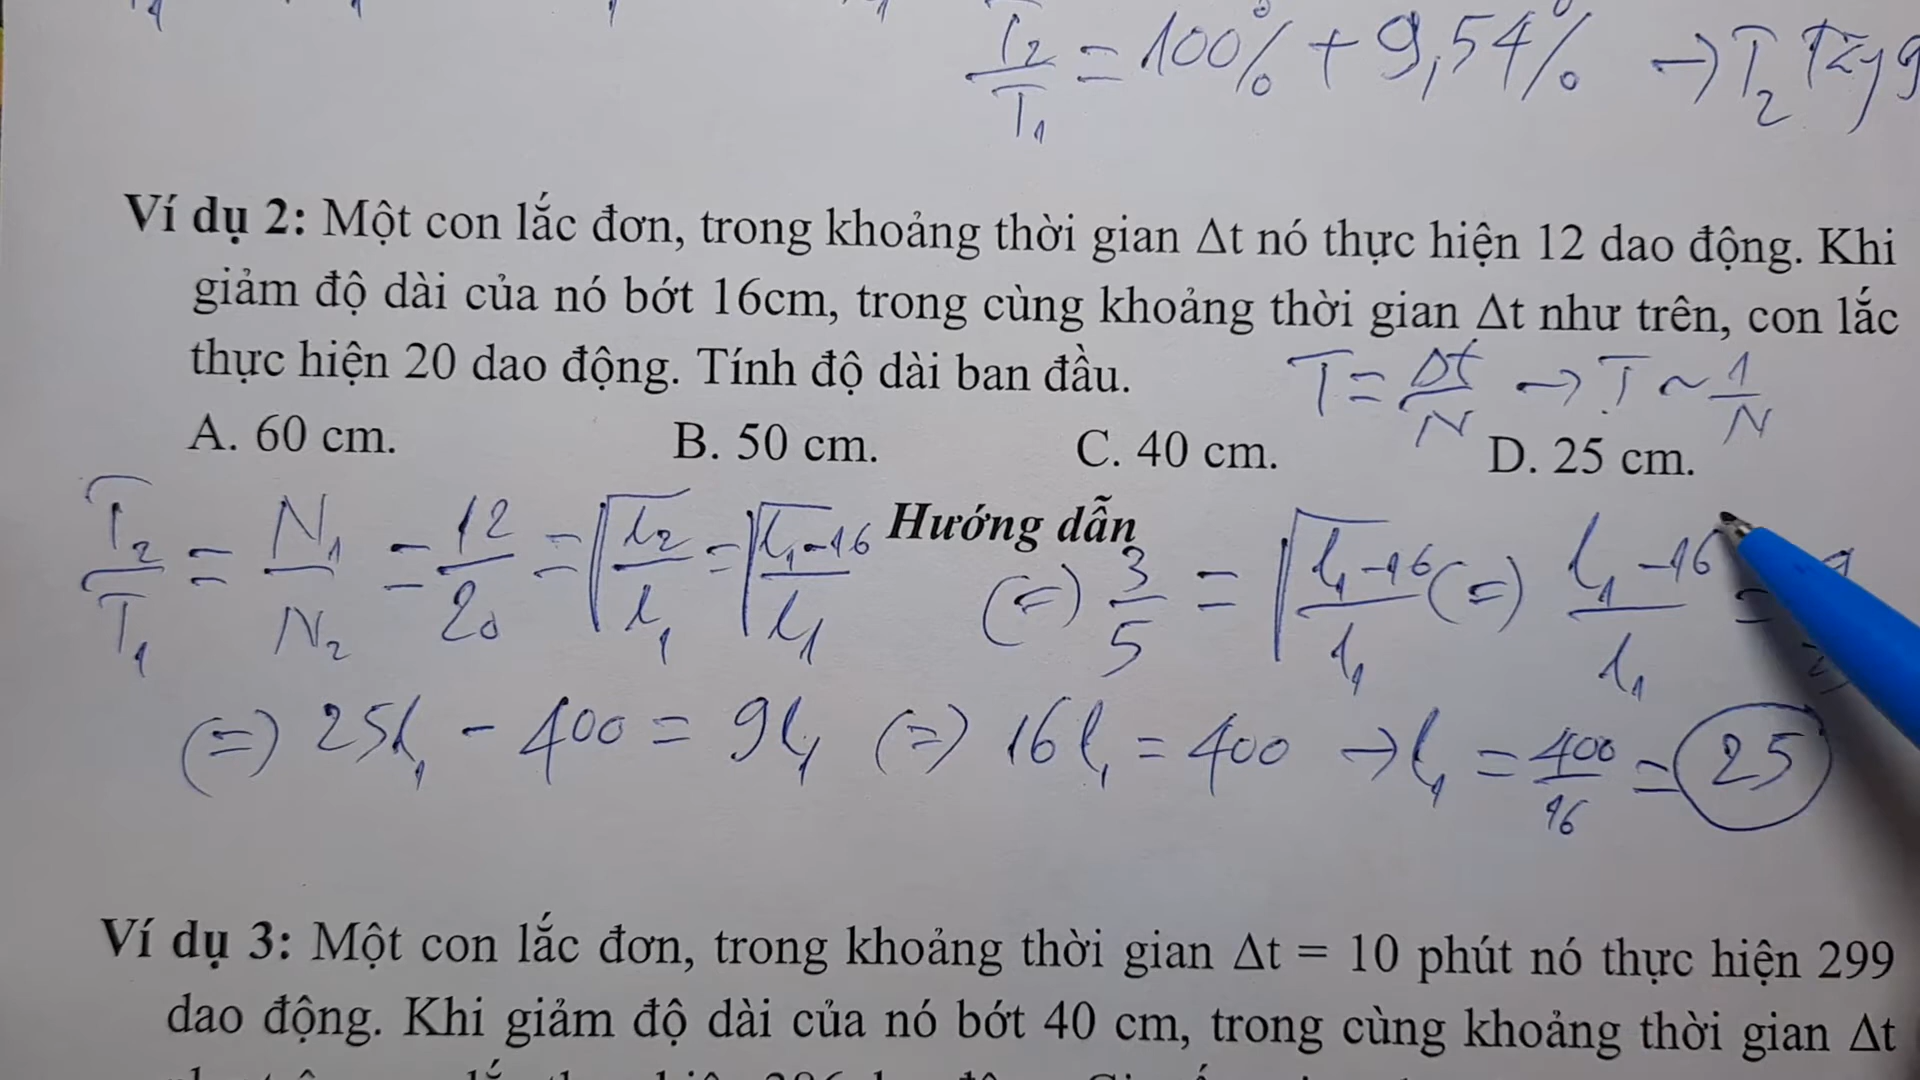 T₂/T₁ = 100% + 9,54% → T₂
Ví dụ 2: Một con lắc đơn, trong khoảng thời gian Δt nó thực hiện 12 dao động. Khi
giảm độ dài của nó bớt 16cm, trong cùng khoảng thời gian Δt như trên, con lắc
thực hiện 20 dao động. Tính độ dài ban đầu.
T = Δt/N → T ~ 1/N
A. 60 cm. B. 50 cm. C. 40 cm. D. 25 cm.
Hướng dẫn
T₂/T₁ = N₁/N₂ = 12/20 = √(l₂/l₁) = √(l₁-16/l₁) (=) 3/5 = √(l₁-16/l₁) (=) l₁-16/l₁ =
(=) 25l₁ - 400 = 9l₁ (=) 16l₁ = 400 → l₁ = 400/16 = 25
Ví dụ 3: Một con lắc đơn, trong khoảng thời gian Δt = 10 phút nó thực hiện 299
dao động. Khi giảm độ dài của nó bớt 40 cm, trong cùng khoảng thời gian Δt